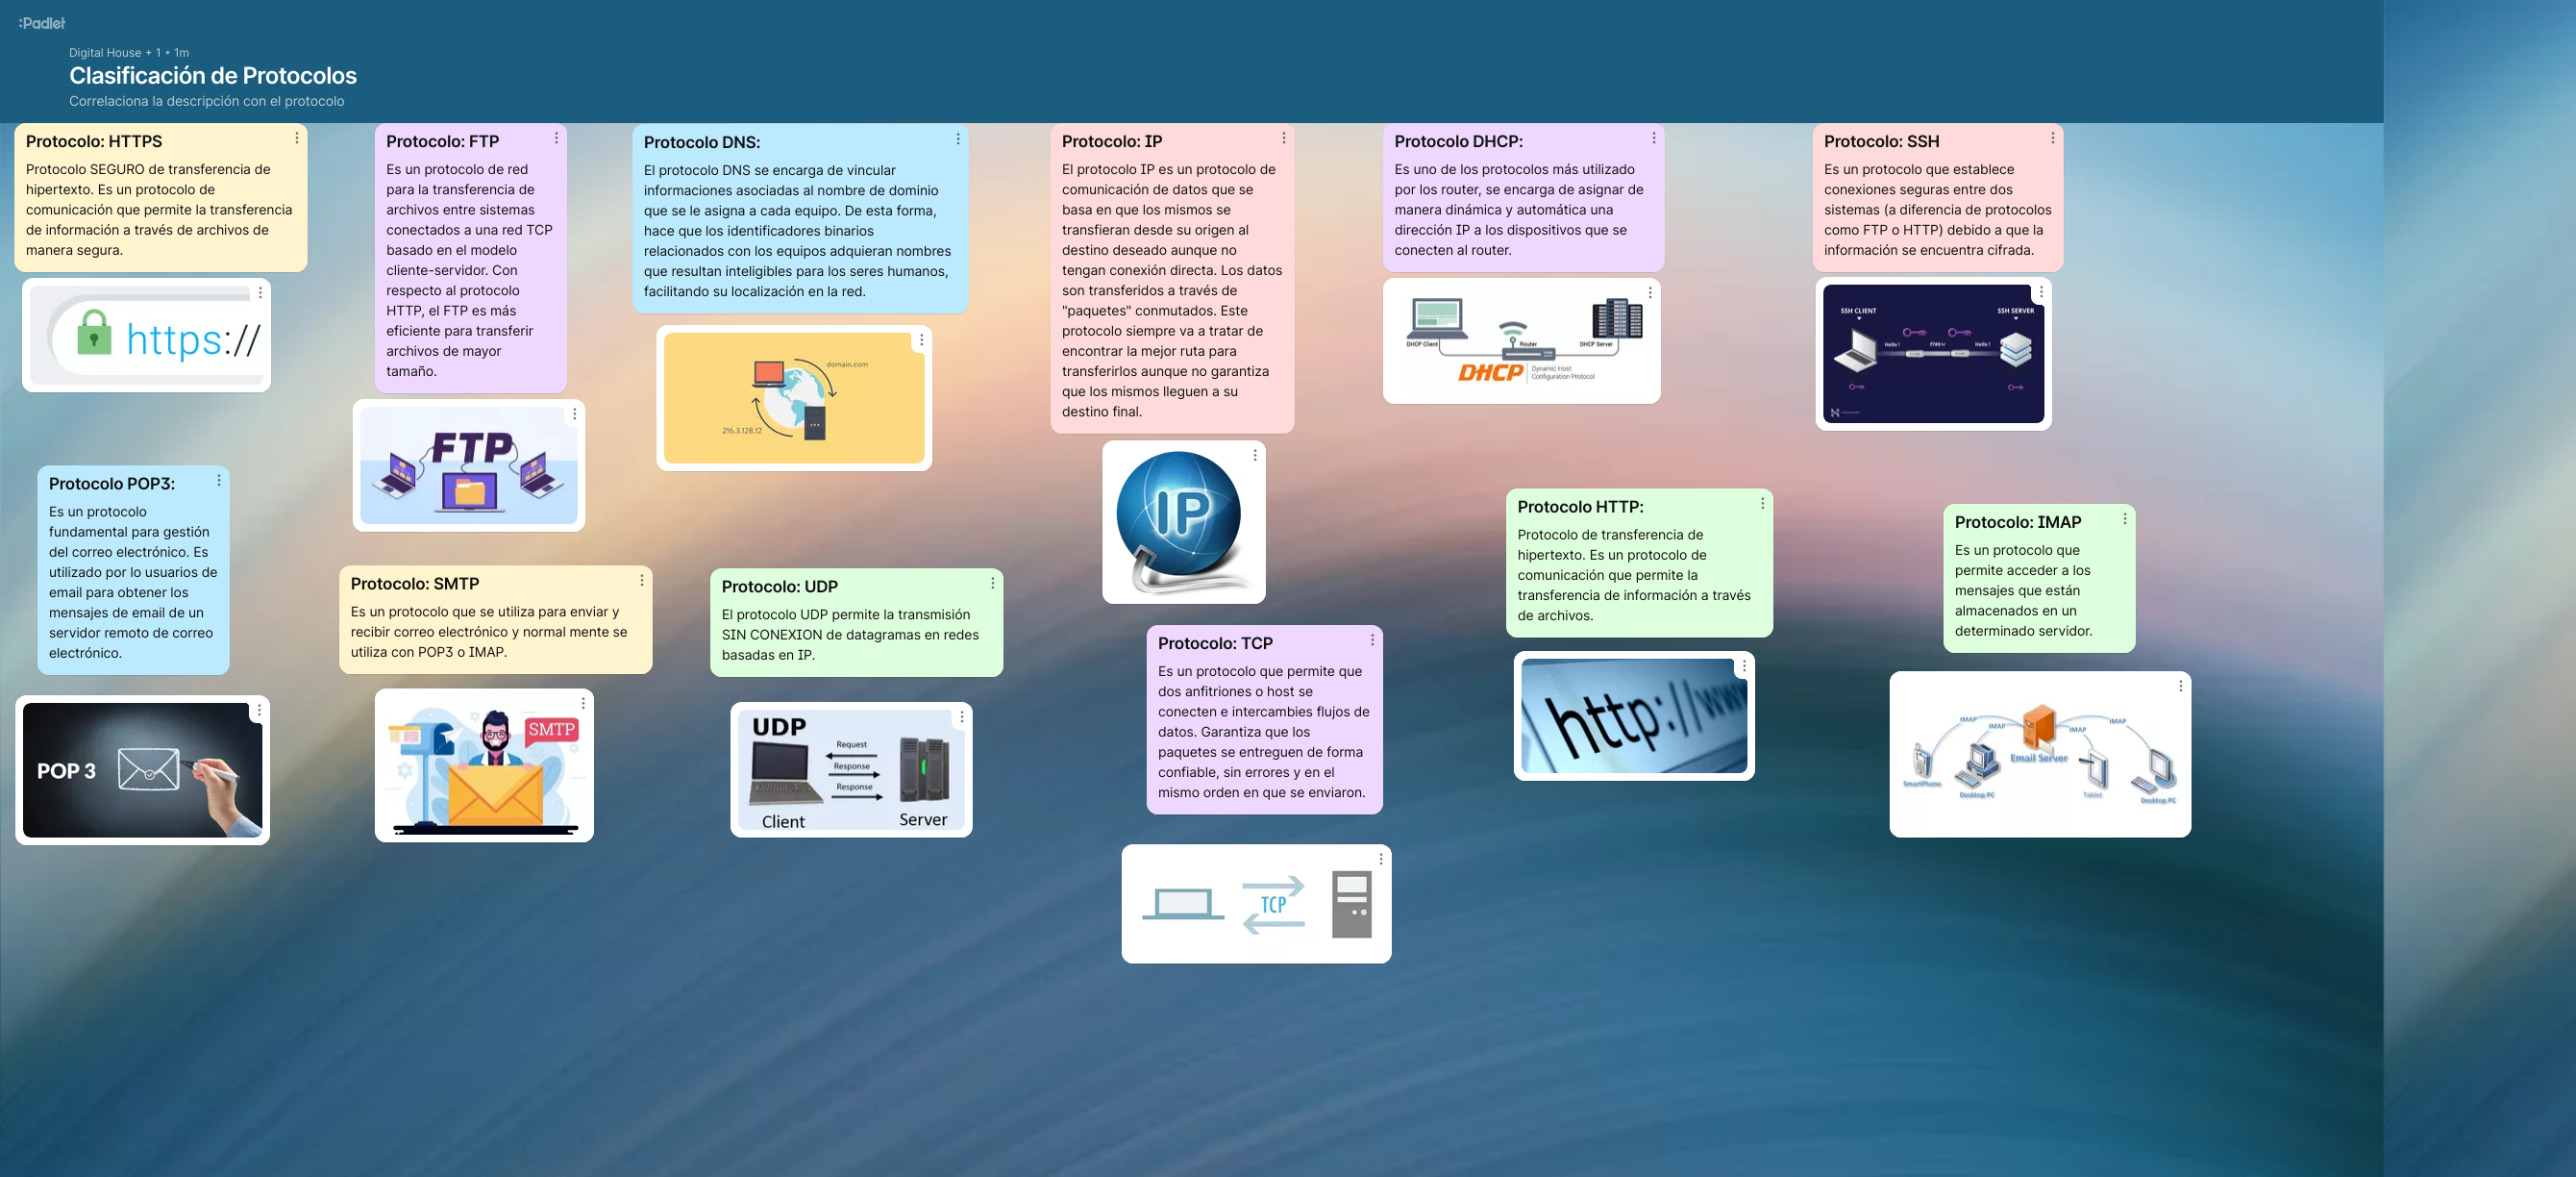 :Padlet
Digital House + 1 • 1m
Clasificación de Protocolos
Correlaciona la descripción con el protocolo
Protocolo: HTTPS
Protocolo SEGURO de transferencia de
hipertexto. Es un protocolo de
comunicación que permite la transferencia
de información a través de archivos de
manera segura.
https://
Protocolo: FTP
Es un protocolo de red
para la transferencia de
archivos entre sistemas
conectados a una red TCP
basado en el modelo
cliente-servidor. Con
respecto al protocolo
HTTP, el FTP es más
eficiente para transferir
archivos de mayor
tamaño.
FTP
Protocolo DNS:
El protocolo DNS se encarga de vincular
informaciones asociadas al nombre de dominio
que se le asigna a cada equipo. De esta forma,
hace que los identificadores binarios
relacionados con los equipos adquieran nombres
que resultan inteligibles para los seres humanos,
facilitando su localización en la red.
domain.com
216.3.128.12
Protocolo: IP
El protocolo IP es un protocolo de
comunicación de datos que se
basa en que los mismos se
transfieran desde su origen al
destino deseado aunque no
tengan conexión directa. Los datos
son transferidos a través de
"paquetes" conmutados. Este
protocolo siempre va a tratar de
encontrar la mejor ruta para
transferirlos aunque no garantiza
que los mismos lleguen a su
destino final.
IP
Protocolo DHCP:
Es uno de los protocolos más utilizado
por los router, se encarga de asignar de
manera dinámica y automática una
dirección IP a los dispositivos que se
conecten al router.
DHCP Client
Router
DHCP Server
DHCP
Dynamic Host
Configuration Protocol
Protocolo: SSH
Es un protocolo que establece
conexiones seguras entre dos
sistemas (a diferencia de protocolos
como FTP o HTTP) debido a que la
información se encuentra cifrada.
SSH CLIENT
SSH SERVER
Hello !
Hello !
Protocolo POP3:
Es un protocolo
fundamental para gestión
del correo electrónico. Es
utilizado por lo usuarios de
email para obtener los
mensajes de email de un
servidor remoto de correo
electrónico.
POP 3
Protocolo: SMTP
Es un protocolo que se utiliza para enviar y
recibir correo electrónico y normal mente se
utiliza con POP3 o IMAP.
SMTP
Protocolo: UDP
El protocolo UDP permite la transmisión
SIN CONEXION de datagramas en redes
basadas en IP.
UDP
Request
Response
Response
Client
Server
Protocolo: TCP
Es un protocolo que permite que
dos anfitriones o host se
conecten e intercambies flujos de
datos. Garantiza que los
paquetes se entreguen de forma
confiable, sin errores y en el
mismo orden en que se enviaron.
TCP
Protocolo HTTP:
Protocolo de transferencia de
hipertexto. Es un protocolo de
comunicación que permite la
transferencia de información a través
de archivos.
http://www
Protocolo: IMAP
Es un protocolo que
permite acceder a los
mensajes que están
almacenados en un
determinado servidor.
IMAP
IMAP
IMAP
IMAP
Email Server
SmartPhone
Desktop PC
Tablet
Desktop PC